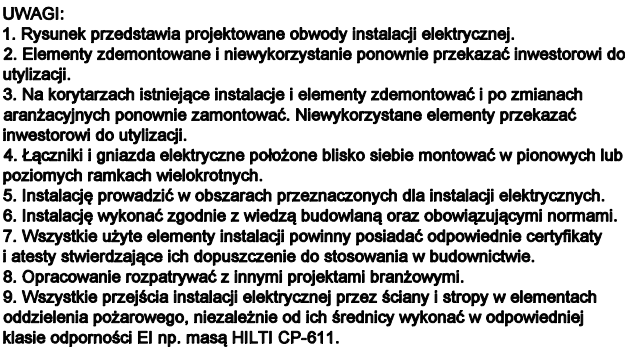 UWAGI:
1. Rysunek przedstawia projektowane obwody instalacji elektrycznej.
2. Elementy zdemontowane i niewykorzystanie ponownie przekazać inwestorowi do
utylizacji.
3. Na korytarzach istniejące instalacje i elementy zdemontować i po zmianach
aranżacyjnych ponownie zamontować. Niewykorzystane elementy przekazać
inwestorowi do utylizacji.
4. Łączniki i gniazda elektryczne położone blisko siebie montować w pionowych lub
poziomych ramkach wielokrotnych.
5. Instalację prowadzić w obszarach przeznaczonych dla instalacji elektrycznych.
6. Instalację wykonać zgodnie z wiedzą budowlaną oraz obowiązującymi normami.
7. Wszystkie użyte elementy instalacji powinny posiadać odpowiednie certyfikaty
i atesty stwierdzające ich dopuszczenie do stosowania w budownictwie.
8. Opracowanie rozpatrywać z innymi projektami branżowymi.
9. Wszystkie przejścia instalacji elektrycznej przez ściany i stropy w elementach
oddzielenia pożarowego, niezależnie od ich średnicy wykonać w odpowiedniej
klasie odporności EI np. masą HILTI CP-611.